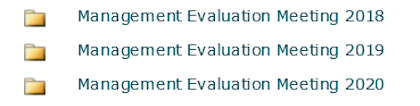 Management Evaluation Meeting 2018
Management Evaluation Meeting 2019
Management Evaluation Meeting 2020